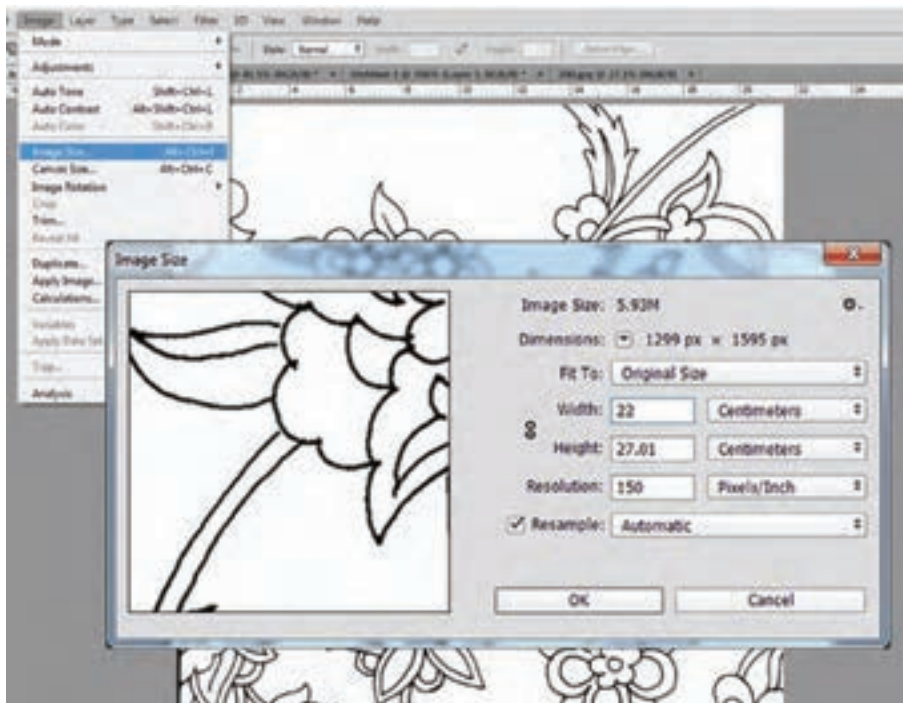 Image Layer Type Select Filter 3D View Window Help
Mode
Style: Normal
Adjustments
Auto Tone Shift+Ctrl+L
Auto Contrast Alt+Shift+Ctrl+L
Auto Color Shift+Ctrl+B
Image Size... Alt+Ctrl+I
Canvas Size... Alt+Ctrl+C
Image Rotation
Crop
Trim...
Reveal All
Duplicate...
Apply Image...
Calculations...
Variables
Apply Data Set
Trap...
Analysis
Image Size
Image Size: 5.93M
Dimensions: 1299 px × 1595 px
Fit To: Original Size
Width: 22 Centimeters
Height: 27.01 Centimeters
Resolution: 150 Pixels/Inch
Resample: Automatic
OK Cancel